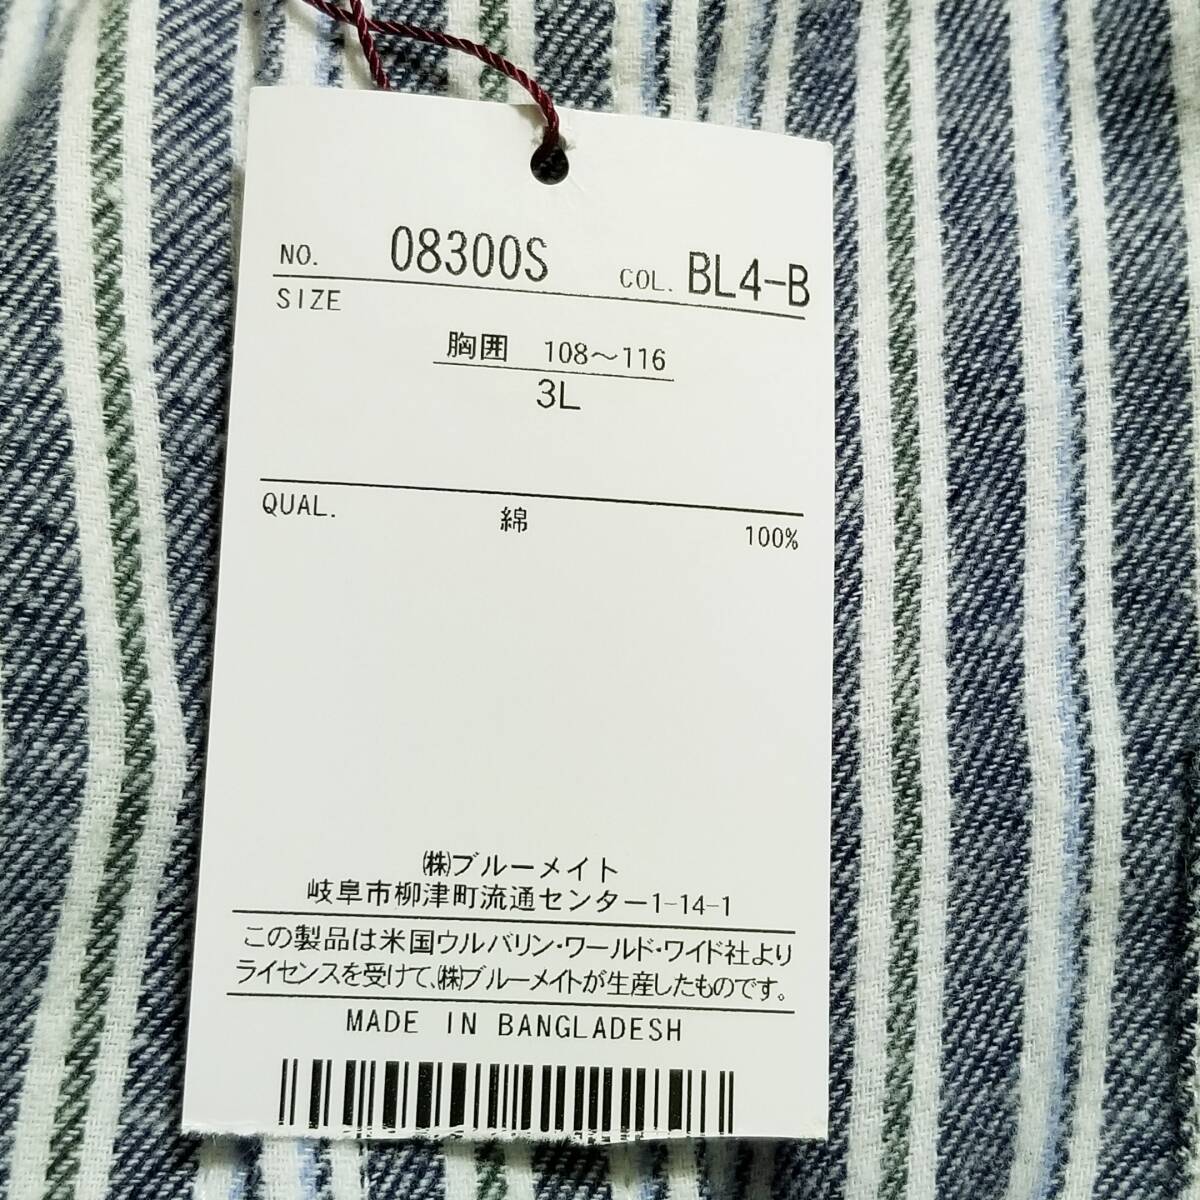 NO. 08300S COL. BL4-B
SIZE
胸囲 108～116
3L
QUAL. 綿 100%
㈱ブルーメイト
岐阜市柳津町流通センター1-14-1
この製品は米国ウルバリン・ワールド・ワイド社より
ライセンスを受けて、㈱ブルーメイトが生産したものです。
MADE IN BANGLADESH